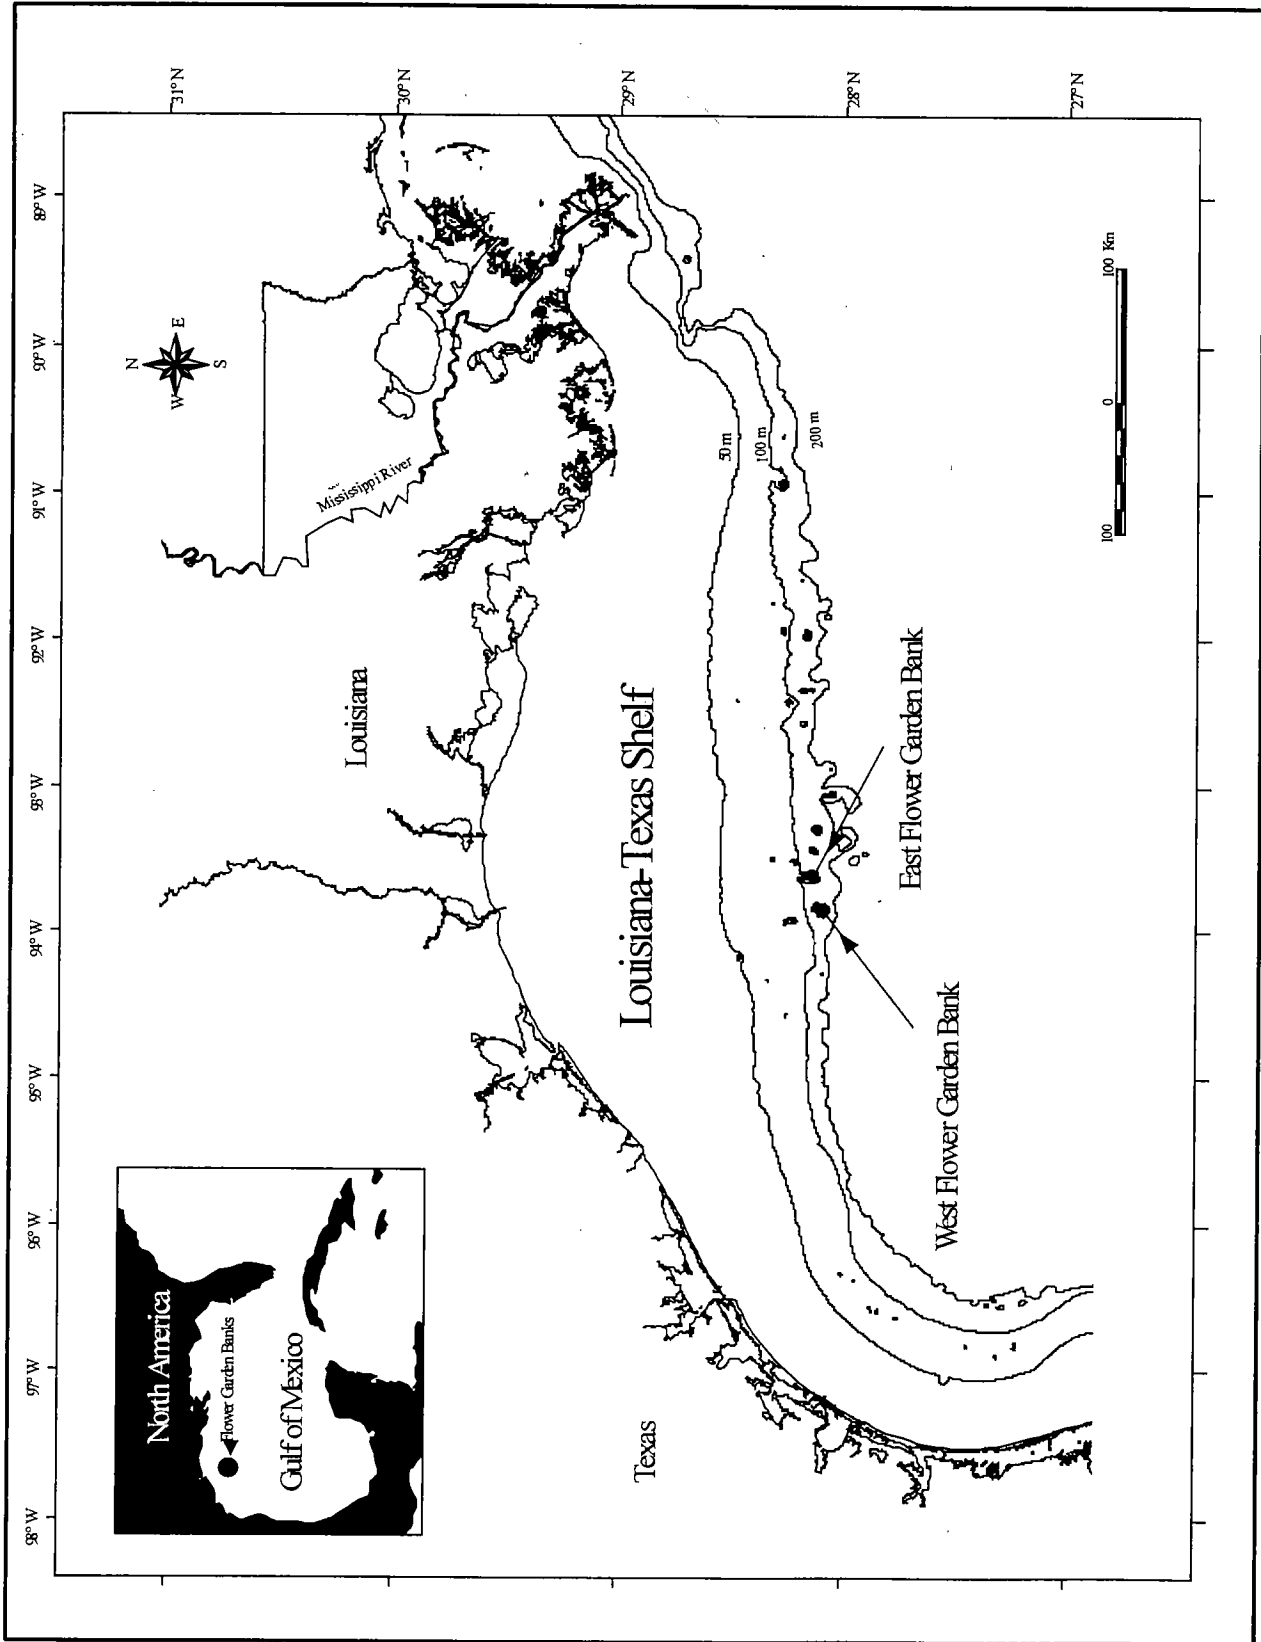 98° W
97° W
96° W
95° W
94° W
93° W
92° W
91° W
90° W
89° W
31° N
30° N
29° N
28° N
27° N
North America
Flower Garden Banks
Gulf of Mexico
N
W
E
S
Mississippi River
Louisiana
Texas
Louisiana-Texas Shelf
50 m
100 m
200 m
West Flower Garden Bank
East Flower Garden Bank
100
0
100 Km